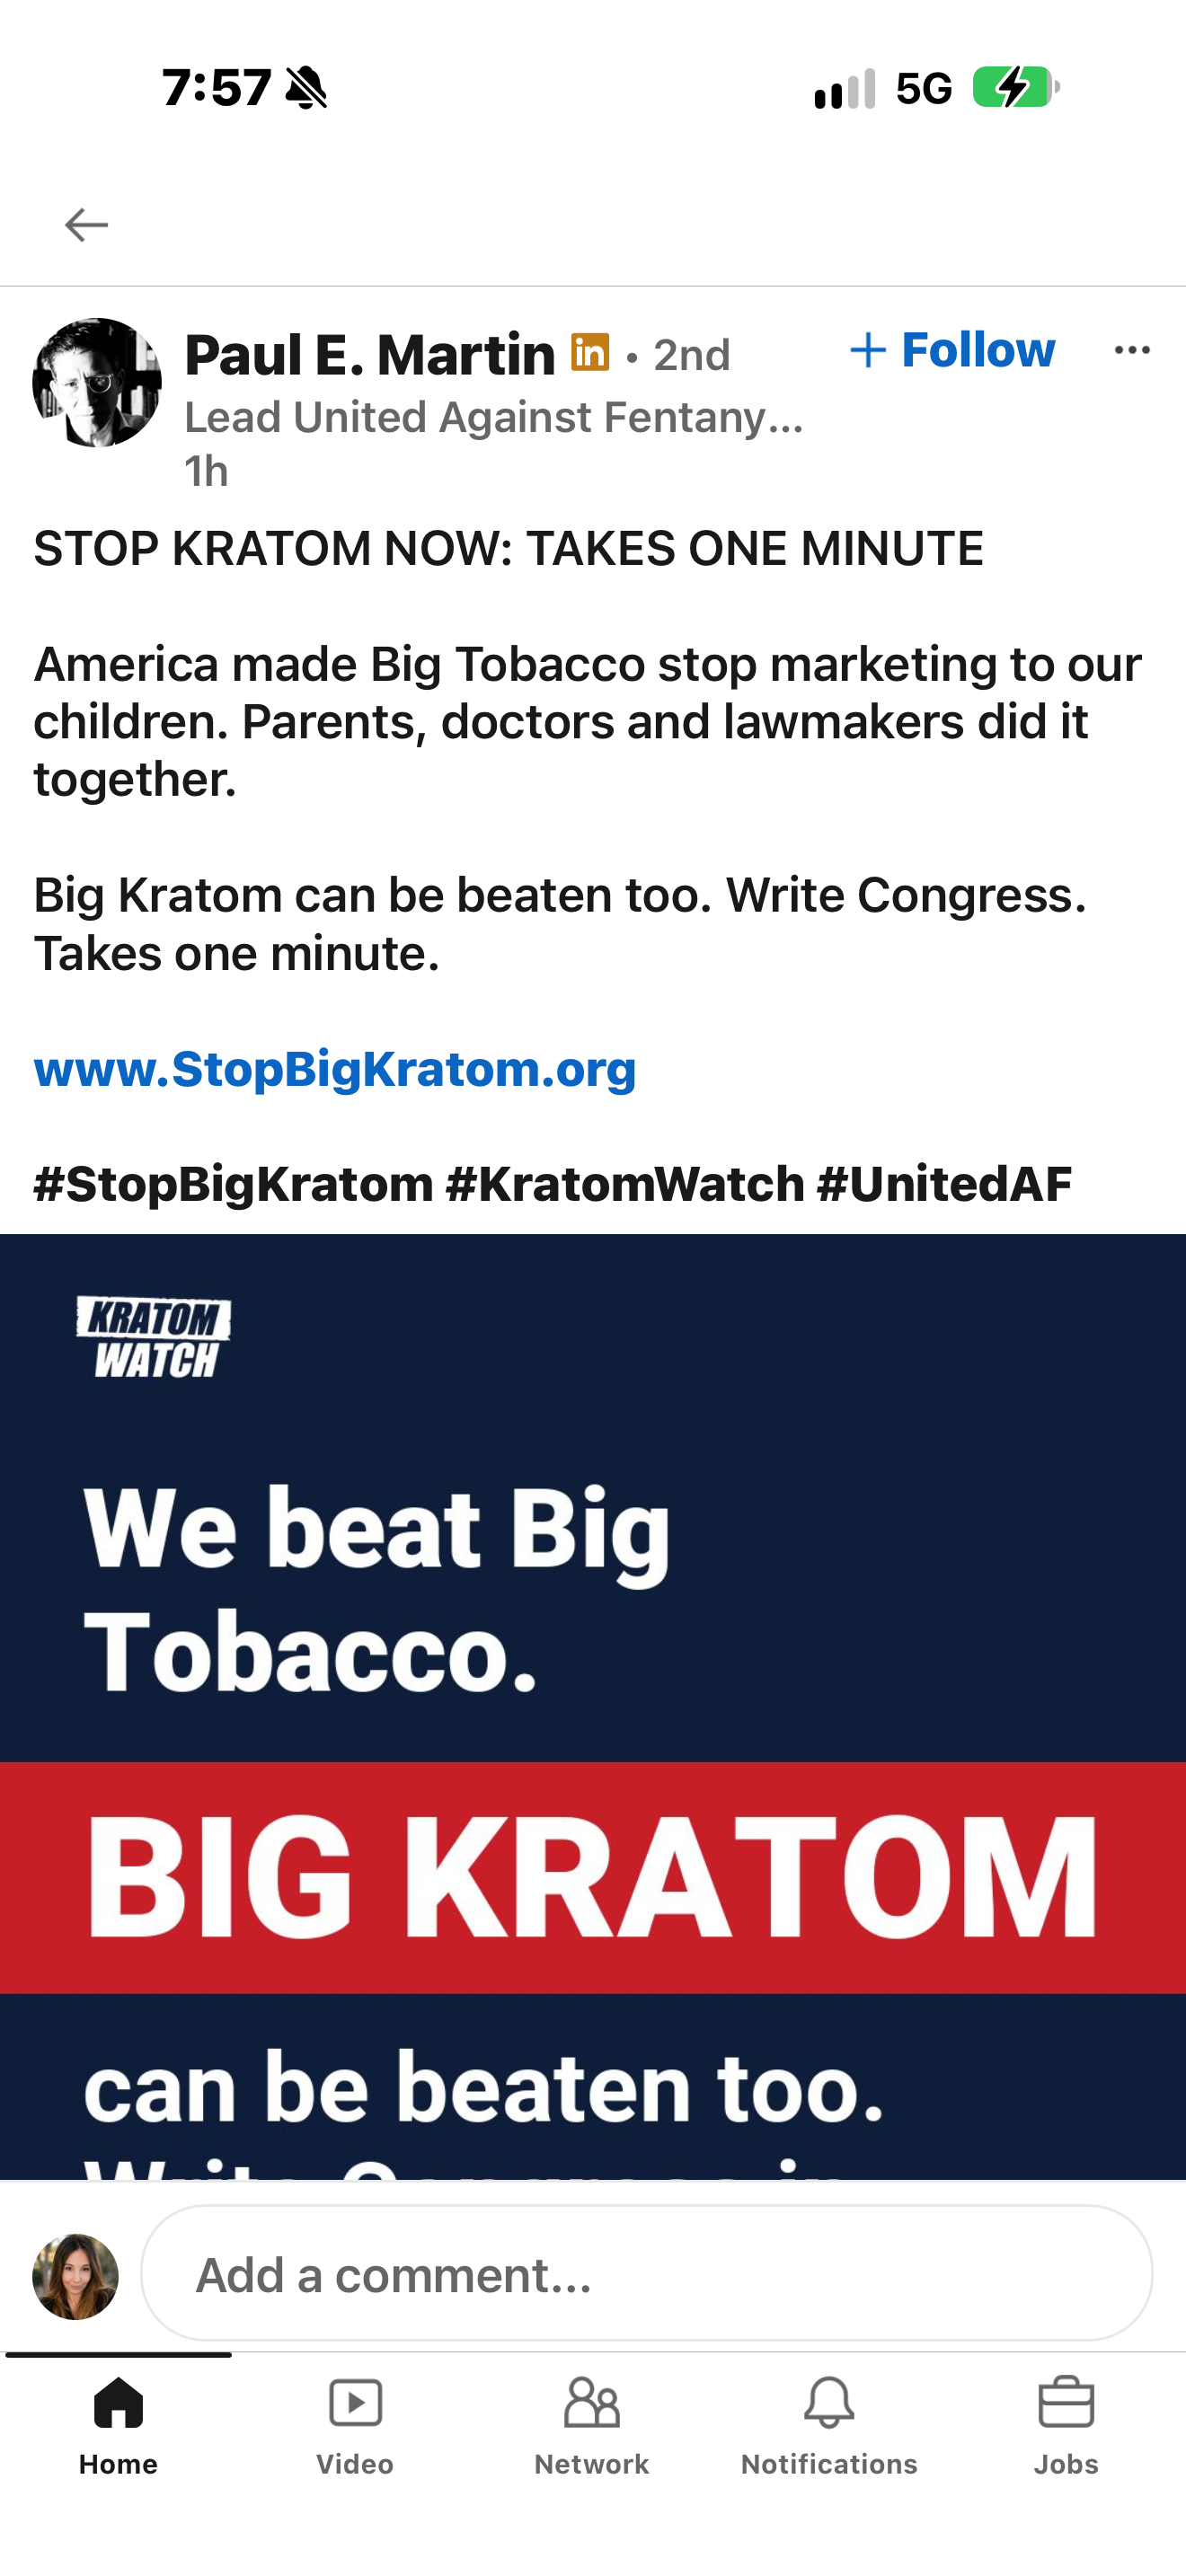 7:57
5G
Paul E. Martin in • 2nd
+ Follow
Lead United Against Fentany...
1h
STOP KRATOM NOW: TAKES ONE MINUTE
America made Big Tobacco stop marketing to our
children. Parents, doctors and lawmakers did it
together.
Big Kratom can be beaten too. Write Congress.
Takes one minute.
www.StopBigKratom.org
#StopBigKratom #KratomWatch #UnitedAF
KRATOM
WATCH
We beat Big
Tobacco.
BIG KRATOM
can be beaten too.
Add a comment...
Home
Video
Network
Notifications
Jobs